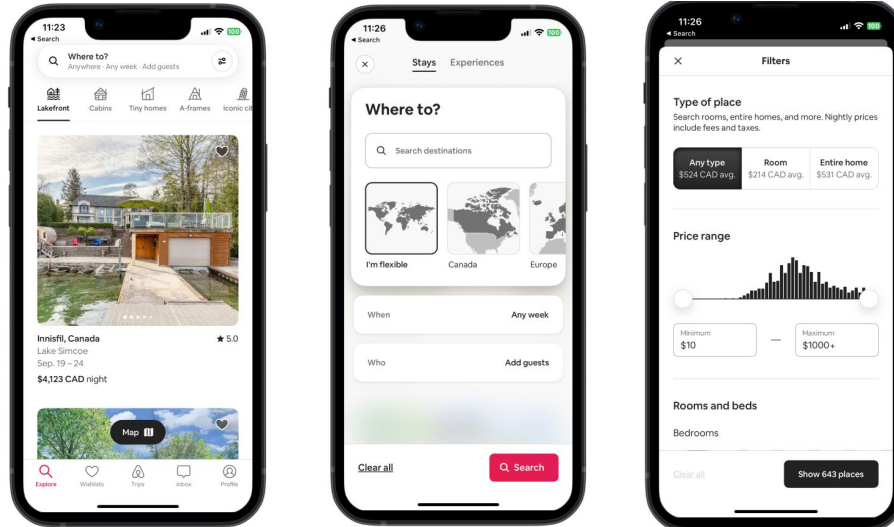 11:23
100
Search
Where to?
Anywhere · Any week · Add guests
Lakefront
Cabins
Tiny homes
A-frames
Iconic cit
Innisfil, Canada
★ 5.0
Lake Simcoe
Sep. 19 – 24
$4,123 CAD night
Map
Explore
Wishlists
Trips
Inbox
Profile
11:26
100
Search
Stays
Experiences
Where to?
Search destinations
I'm flexible
Canada
Europe
When
Any week
Who
Add guests
Clear all
Search
11:26
100
Search
Filters
Type of place
Search rooms, entire homes, and more. Nightly prices
include fees and taxes.
Any type
$524 CAD avg.
Room
$214 CAD avg.
Entire home
$531 CAD avg.
Price range
Minimum
$10
—
Maximum
$1000+
Rooms and beds
Bedrooms
Clear all
Show 643 places